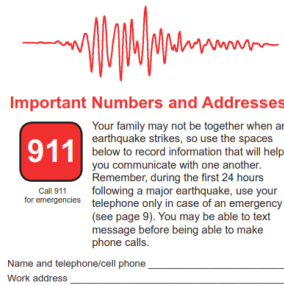 Important Numbers and Addresses
911
Call 911
for emergencies
Your family may not be together when an
earthquake strikes, so use the spaces
below to record information that will help
you communicate with one another.
Remember, during the first 24 hours
following a major earthquake, use your
telephone only in case of an emergency
(see page 9). You may be able to text
message before being able to make
phone calls.
Name and telephone/cell phone
Work address